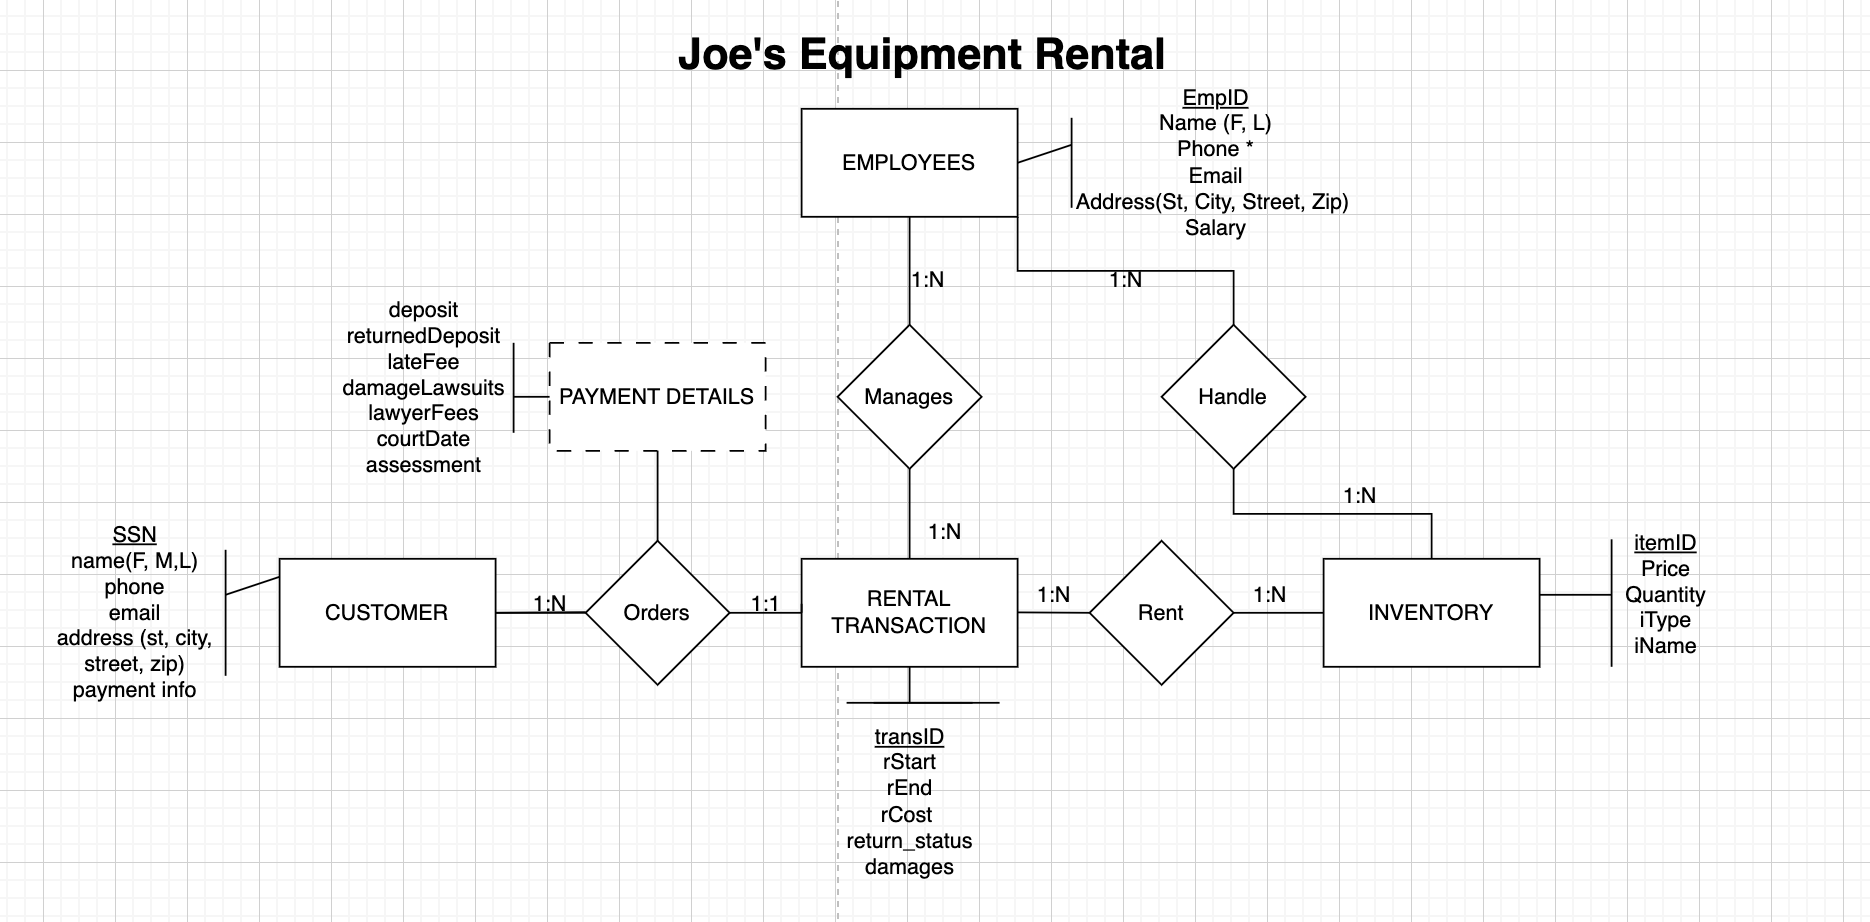 Joe's Equipment Rental
EMPLOYEES
EmpID
Name (F, L)
Phone *
Email
Address(St, City, Street, Zip)
Salary
1:N
1:N
deposit
returnedDeposit
lateFee
damageLawsuits
lawyerFees
courtDate
assessment
PAYMENT DETAILS
Manages
Handle
1:N
1:N
SSN
name(F, M,L)
phone
email
address (st, city,
street, zip)
payment info
CUSTOMER
1:N
Orders
1:1
RENTAL
TRANSACTION
1:N
Rent
1:N
INVENTORY
itemID
Price
Quantity
iType
iName
transID
rStart
rEnd
rCost
return_status
damages